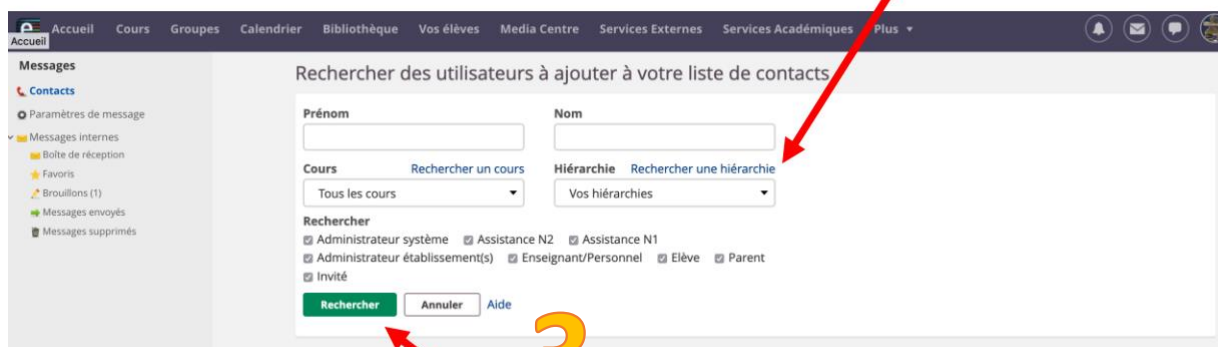 Accueil Cours Groupes Calendrier Bibliothèque Vos élèves Media Centre Services Externes Services Académiques Plus
Accueil
Messages
Contacts
Paramètres de message
Messages internes
Boîte de réception
Favoris
Brouillons (1)
Messages envoyés
Messages supprimés
Rechercher des utilisateurs à ajouter à votre liste de contacts
Prénom Nom
Cours Rechercher un cours Hiérarchie Rechercher une hiérarchie
Tous les cours Vos hiérarchies
Rechercher
Administrateur système Assistance N2 Assistance N1
Administrateur établissement(s) Enseignant/Personnel Elève Parent
Invité
Rechercher Annuler Aide